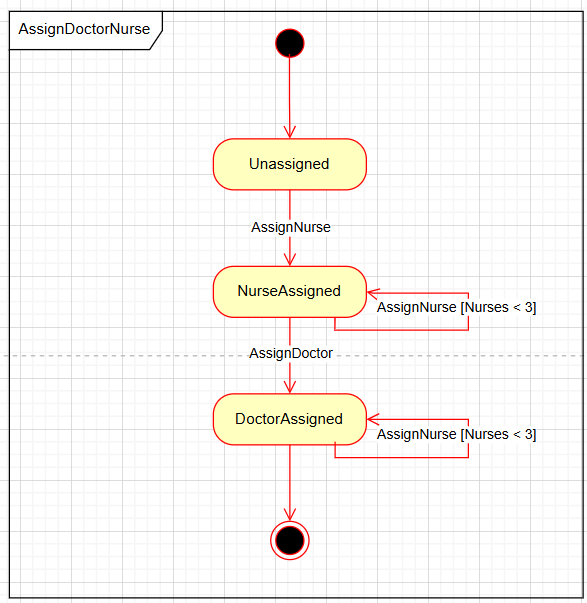 AssignDoctorNurse
Unassigned
AssignNurse
NurseAssigned
AssignNurse [Nurses < 3]
AssignDoctor
DoctorAssigned
AssignNurse [Nurses < 3]